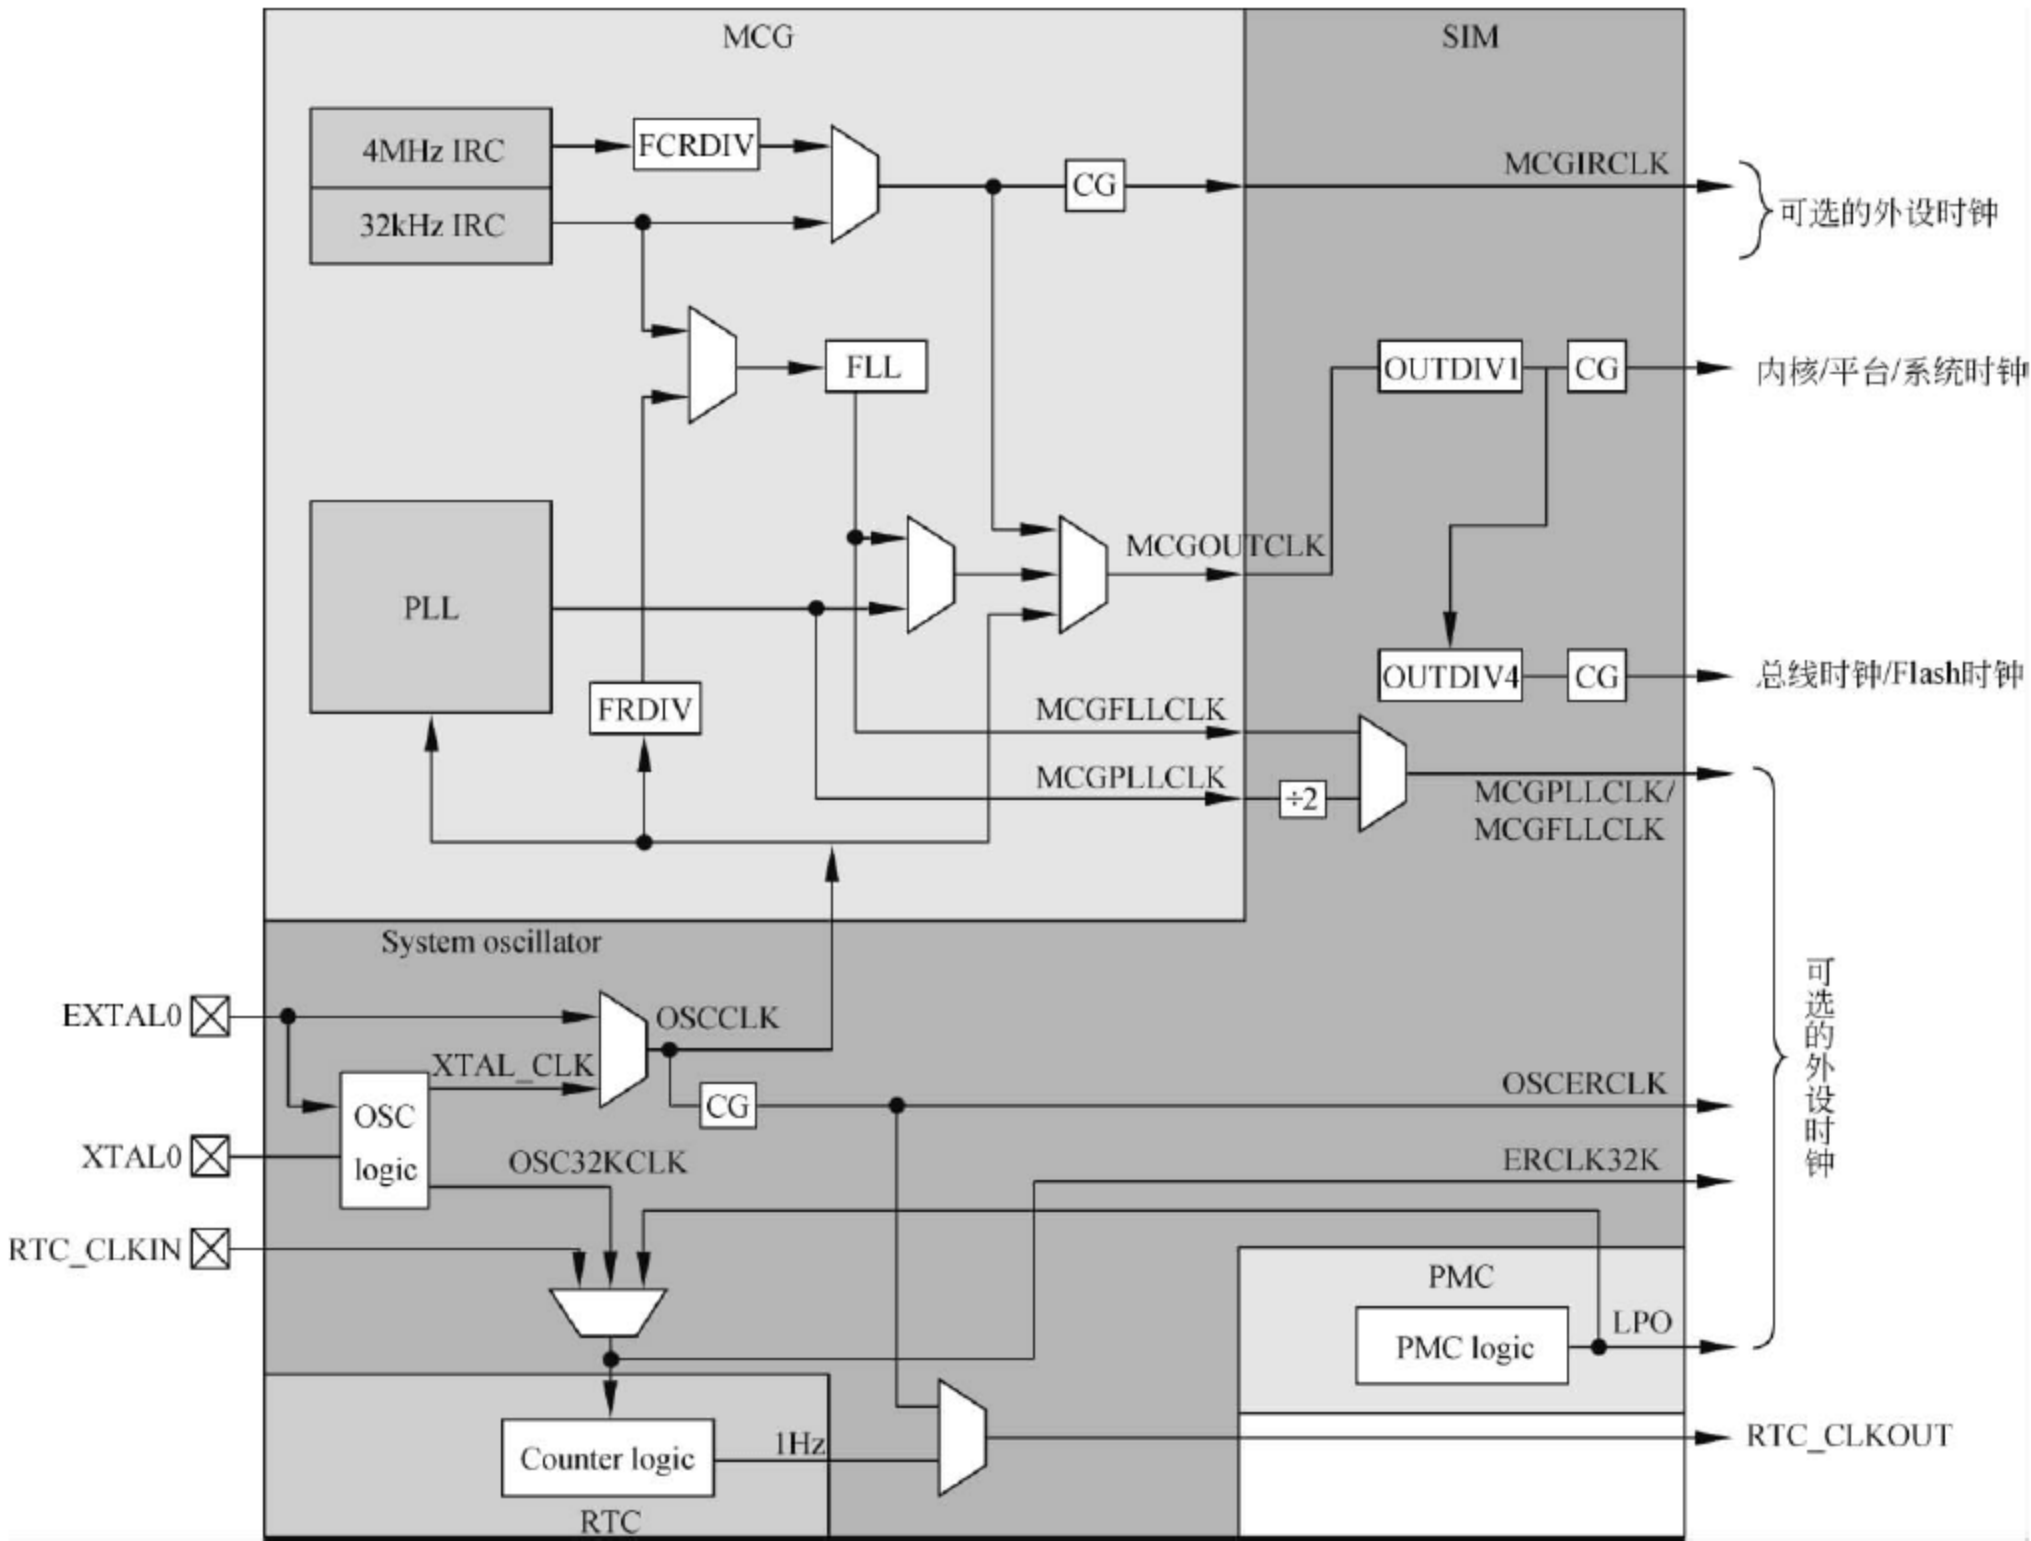 MCG
SIM
4MHz IRC
FCRDIV
32kHz IRC
CG
MCGIRCLK
可选的外设时钟
FLL
OUTDIV1
CG
内核/平台/系统时钟
MCGOUTCLK
PLL
FRDIV
OUTDIV4
CG
总线时钟/Flash时钟
MCGFLLCLK
MCGPLLCLK
÷2
MCGPLLCLK/
MCGFLLCLK
System oscillator
EXTAL0
OSCCLK
XTAL_CLK
CG
OSCERCLK
可选的外设时钟
OSC
logic
XTAL0
OSC32KCLK
ERCLK32K
RTC_CLKIN
PMC
PMC logic
LPO
Counter logic
1Hz
RTC_CLKOUT
RTC